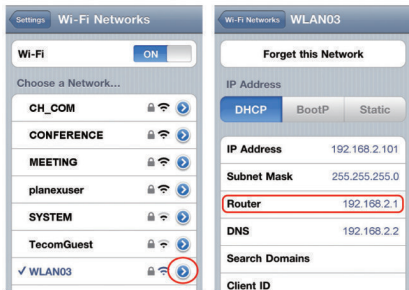 Settings
Wi-Fi Networks
Wi-Fi
ON
Choose a Network...
CH_COM
CONFERENCE
MEETING
planexuser
SYSTEM
TecomGuest
✓ WLAN03
Wi-Fi Networks
WLAN03
Forget this Network
IP Address
DHCP BootP Static
IP Address 192.168.2.101
Subnet Mask 255.255.255.0
Router 192.168.2.1
DNS 192.168.2.2
Search Domains
Client ID